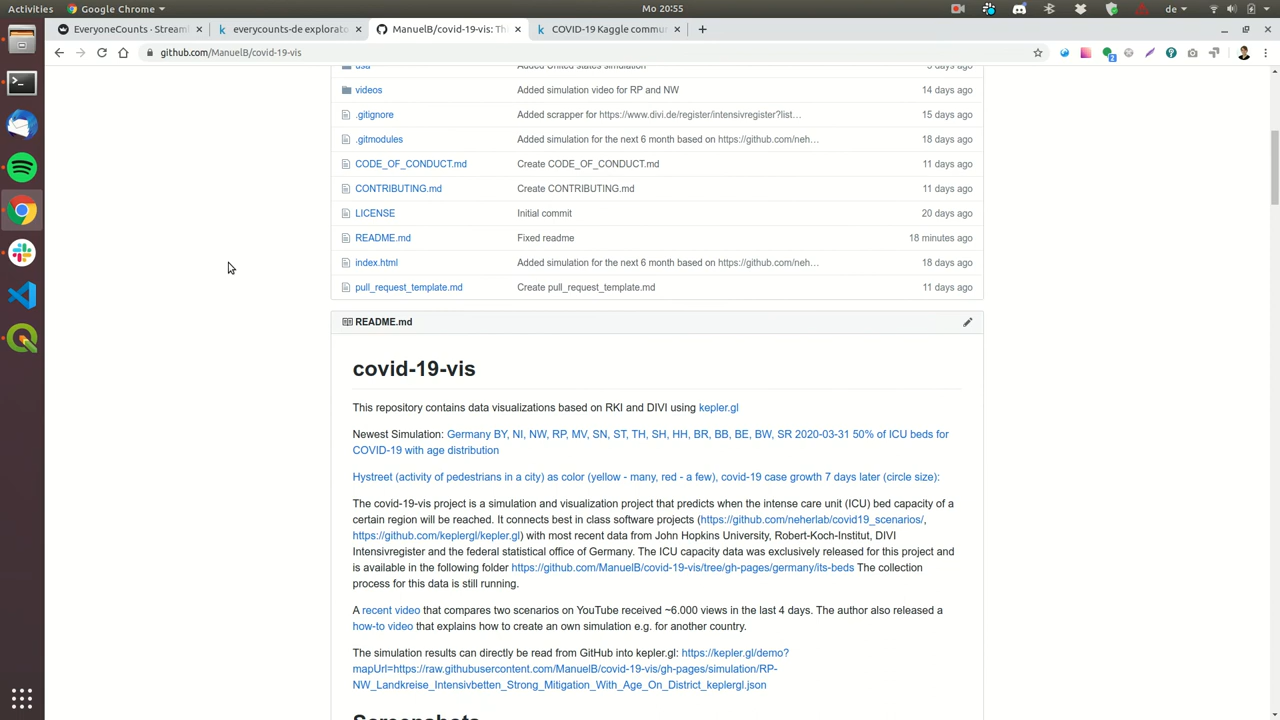 Activities
Google Chrome
Mo 20:55
de
EveryoneCounts · Streaml
everycounts-de explorato
ManuelB/covid-19-vis: Th
COVID-19 Kaggle commun
github.com/ManuelB/covid-19-vis
2
usa Added United states simulation 5 days ago
videos Added simulation video for RP and NW 14 days ago
.gitignore Added scrapper for https://www.divi.de/register/intensivregister?list… 15 days ago
.gitmodules Added simulation for the next 6 month based on https://github.com/neh… 18 days ago
CODE_OF_CONDUCT.md Create CODE_OF_CONDUCT.md 11 days ago
CONTRIBUTING.md Create CONTRIBUTING.md 11 days ago
LICENSE Initial commit 20 days ago
README.md Fixed readme 18 minutes ago
index.html Added simulation for the next 6 month based on https://github.com/neh… 18 days ago
pull_request_template.md Create pull_request_template.md 11 days ago
README.md
covid-19-vis
This repository contains data visualizations based on RKI and DIVI using kepler.gl
Newest Simulation: Germany BY, NI, NW, RP, MV, SN, ST, TH, SH, HH, BR, BB, BE, BW, SR 2020-03-31 50% of ICU beds for
COVID-19 with age distribution
Hystreet (activity of pedestrians in a city) as color (yellow - many, red - a few), covid-19 case growth 7 days later (circle size):
The covid-19-vis project is a simulation and visualization project that predicts when the intense care unit (ICU) bed capacity of a
certain region will be reached. It connects best in class software projects (https://github.com/neherlab/covid19_scenarios/,
https://github.com/keplergl/kepler.gl) with most recent data from John Hopkins University, Robert-Koch-Institut, DIVI
Intensivregister and the federal statistical office of Germany. The ICU capacity data was exclusively released for this project and
is available in the following folder https://github.com/ManuelB/covid-19-vis/tree/gh-pages/germany/its-beds The collection
process for this data is still running.
A recent video that compares two scenarios on YouTube received ~6.000 views in the last 4 days. The author also released a
how-to video that explains how to create an own simulation e.g. for another country.
The simulation results can directly be read from GitHub into kepler.gl: https://kepler.gl/demo?
mapUrl=https://raw.githubusercontent.com/ManuelB/covid-19-vis/gh-pages/simulation/RP-
NW_Landkreise_Intensivbetten_Strong_Mitigation_With_Age_On_District_keplergl.json
Screenshots